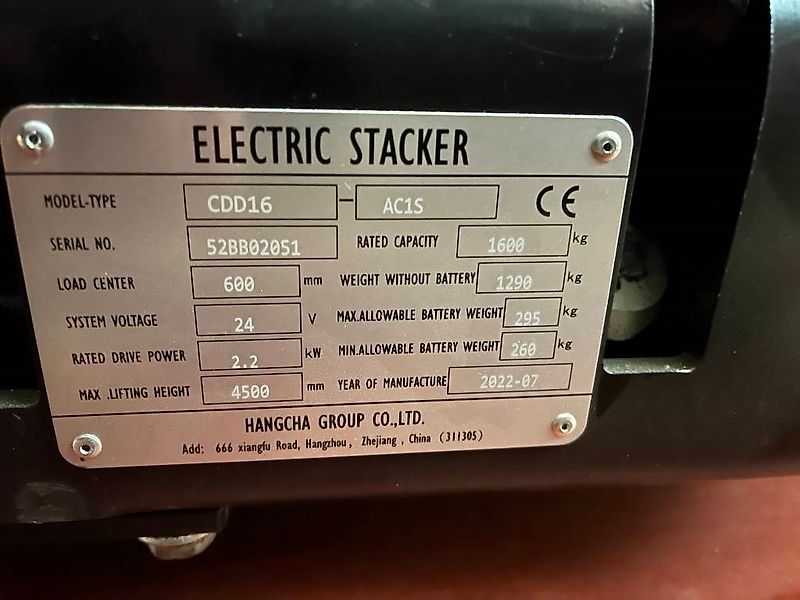 ELECTRIC STACKER
MODEL-TYPE CDD16 - AC1S CE
SERIAL NO. 52BB02051 RATED CAPACITY 1600 kg
LOAD CENTER 600 mm WEIGHT WITHOUT BATTERY 1290 kg
SYSTEM VOLTAGE 24 V MAX.ALLOWABLE BATTERY WEIGHT 295 kg
RATED DRIVE POWER 2.2 kW MIN.ALLOWABLE BATTERY WEIGHT 260 kg
MAX .LIFTING HEIGHT 4500 mm YEAR OF MANUFACTURE 2022-07
HANGCHA GROUP CO.,LTD.
Add: 666 xiangfu Road, Hangzhou, Zhejiang , China (311305)